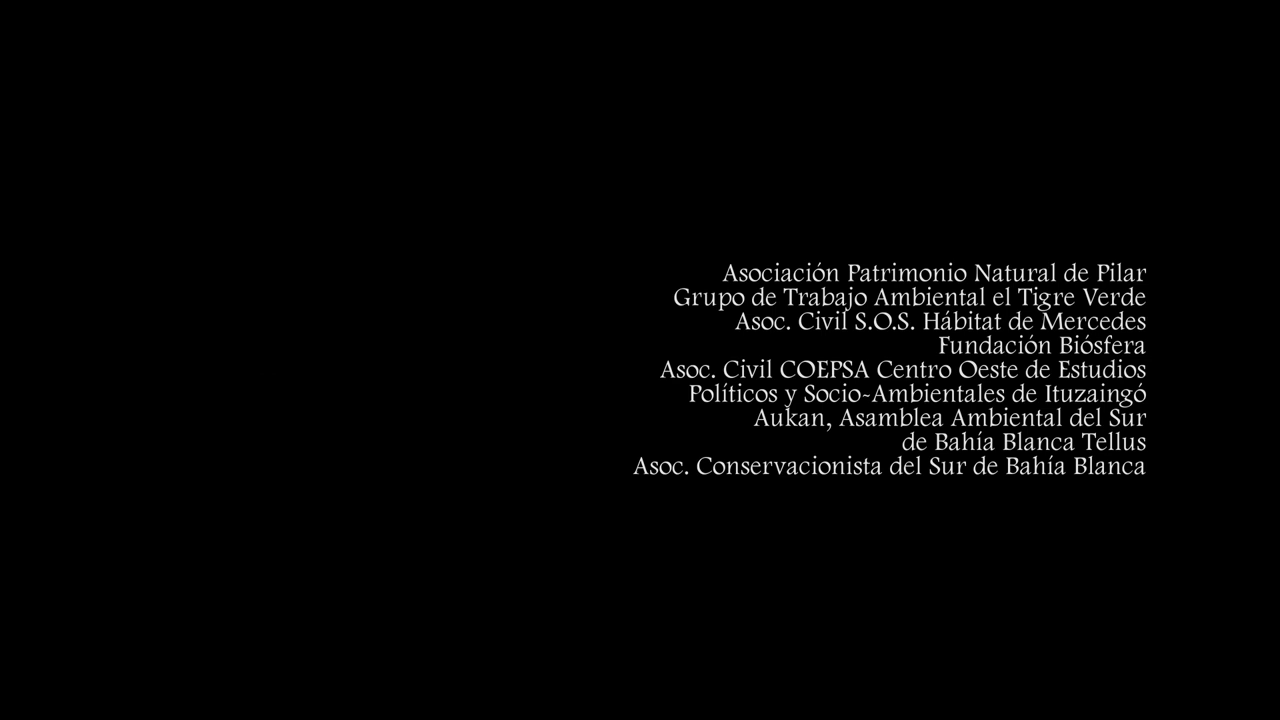 Asociación Patrimonio Natural de Pilar
Grupo de Trabajo Ambiental el Tigre Verde
Asoc. Civil S.O.S. Hábitat de Mercedes
Fundación Biósfera
Asoc. Civil COEPSA Centro Oeste de Estudios
Políticos y Socio-Ambientales de Ituzaingó
Aukan, Asamblea Ambiental del Sur
de Bahía Blanca Tellus
Asoc. Conservacionista del Sur de Bahía Blanca